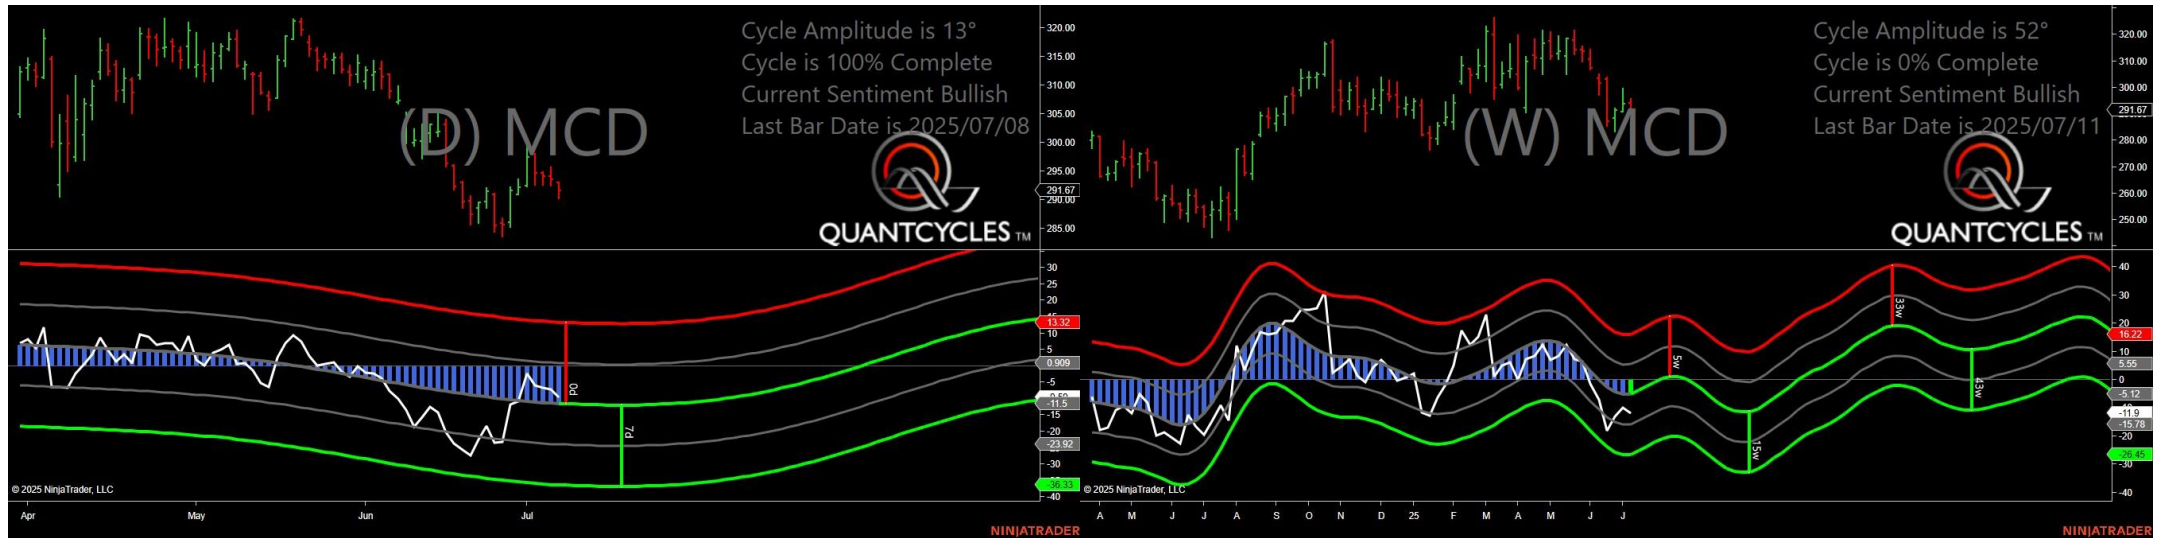 Cycle Amplitude is 13°
Cycle is 100% Complete
Current Sentiment Bullish
Last Bar Date is 2025/07/08
(D) MCD
QUANTCYCLES TM
320.00
315.00
310.00
305.00
300.00
295.00
291.67
290.00
285.00
30
25
20
15
13.32
10
5
0.909
-5
-11.5
-15
-20
-23.92
-30
-36.33
-40
0d
7d
© 2025 NinjaTrader, LLC
Apr May Jun Jul
NINJATRADER
Cycle Amplitude is 52°
Cycle is 0% Complete
Current Sentiment Bullish
Last Bar Date is 2025/07/11
(W) MCD
QUANTCYCLES TM
320.00
310.00
300.00
291.67
280.00
270.00
260.00
250.00
40
30
20
16.22
10
5.55
0
-5.12
-11.9
-15.78
-20
-26.45
-30
-40
5w
15w
33w
43w
© 2025 NinjaTrader, LLC
A M J J A S O N D 25 F M A M J J
NINJATRADER